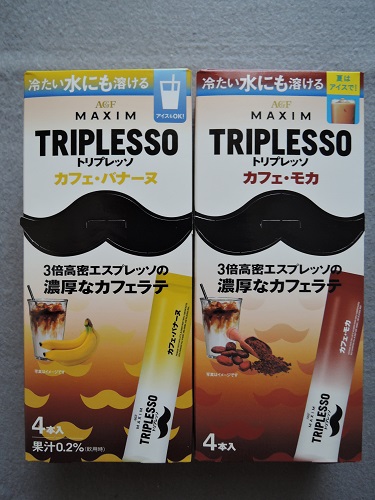 冷たい水にも溶ける
アイスもOK!
AGF
MAXIM
TRIPLESSO
トリプレッソ
カフェ・バナーヌ
3倍高密エスプレッソの
濃厚なカフェラテ
カフェ・バナーヌ
MAXIM
TRIPLESSO
4本入
果汁0.2%(飲用時)
冷たい水にも溶ける
夏は
アイスで!
AGF
MAXIM
TRIPLESSO
トリプレッソ
カフェ・モカ
3倍高密エスプレッソの
濃厚なカフェラテ
カフェ・モカ
MAXIM
TRIPLESSO
4本入